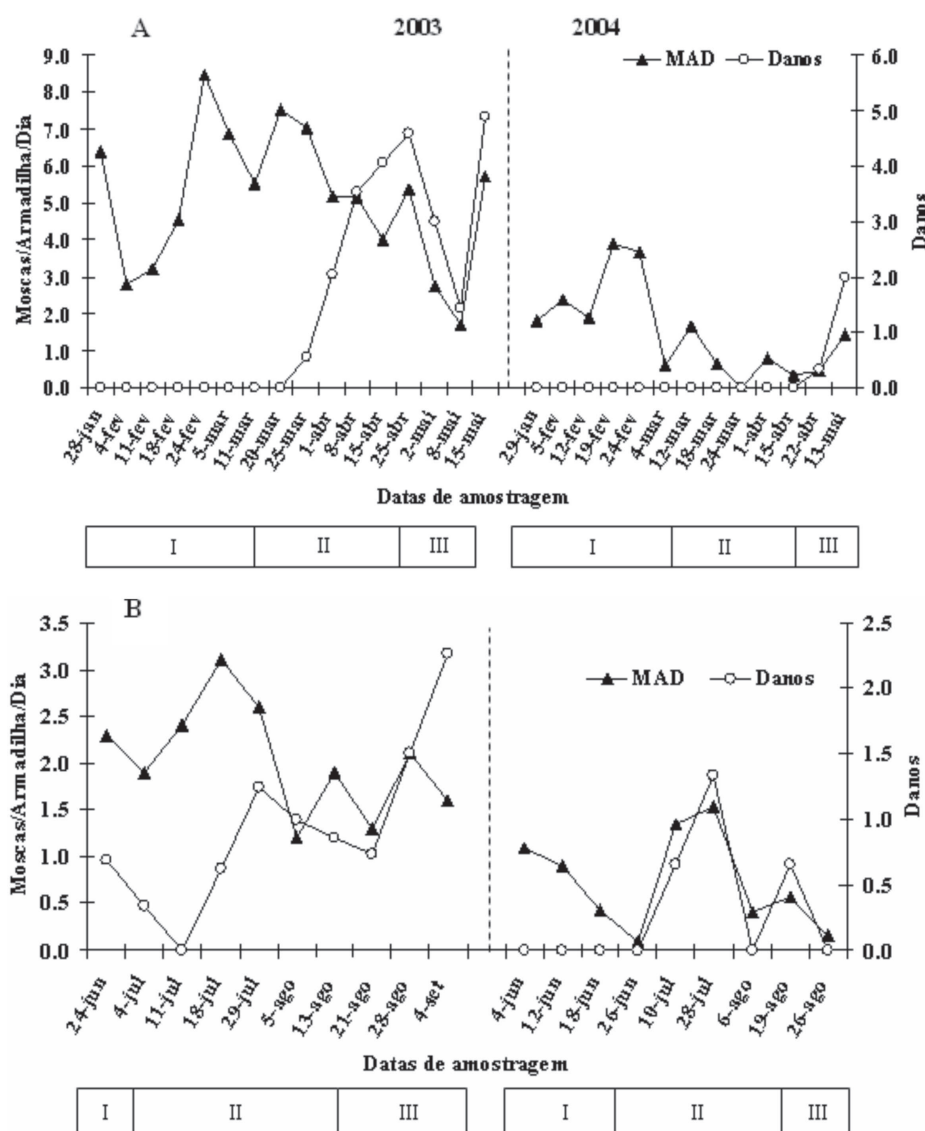 A 2003 2004
MAD Danos
9.0
8.0
7.0
6.0
5.0
4.0
3.0
2.0
1.0
0.0
Moscas/Armadilha/Dia
6.0
5.0
4.0
3.0
2.0
1.0
0.0
Danos
28-jan
4-fev
11-fev
18-fev
24-fev
5-mar
11-mar
20-mar
25-mar
1-abr
8-abr
15-abr
25-abr
2-mai
8-mai
15-mai
29-jan
5-fev
12-fev
19-fev
24-fev
4-mar
12-mar
18-mar
24-mar
1-abr
15-abr
22-abr
13-mai
Datas de amostragem
I II III I II III
B
MAD Danos
3.5
3.0
2.5
2.0
1.5
1.0
0.5
0.0
Moscas/Armadilha/Dia
2.5
2.0
1.5
1.0
0.5
0.0
Danos
24-jun
4-jul
11-jul
18-jul
29-jul
5-ago
13-ago
21-ago
28-ago
4-set
4-jun
12-jun
18-jun
26-jun
10-jul
28-jul
6-ago
19-ago
26-ago
Datas de amostragem
I II III I II III